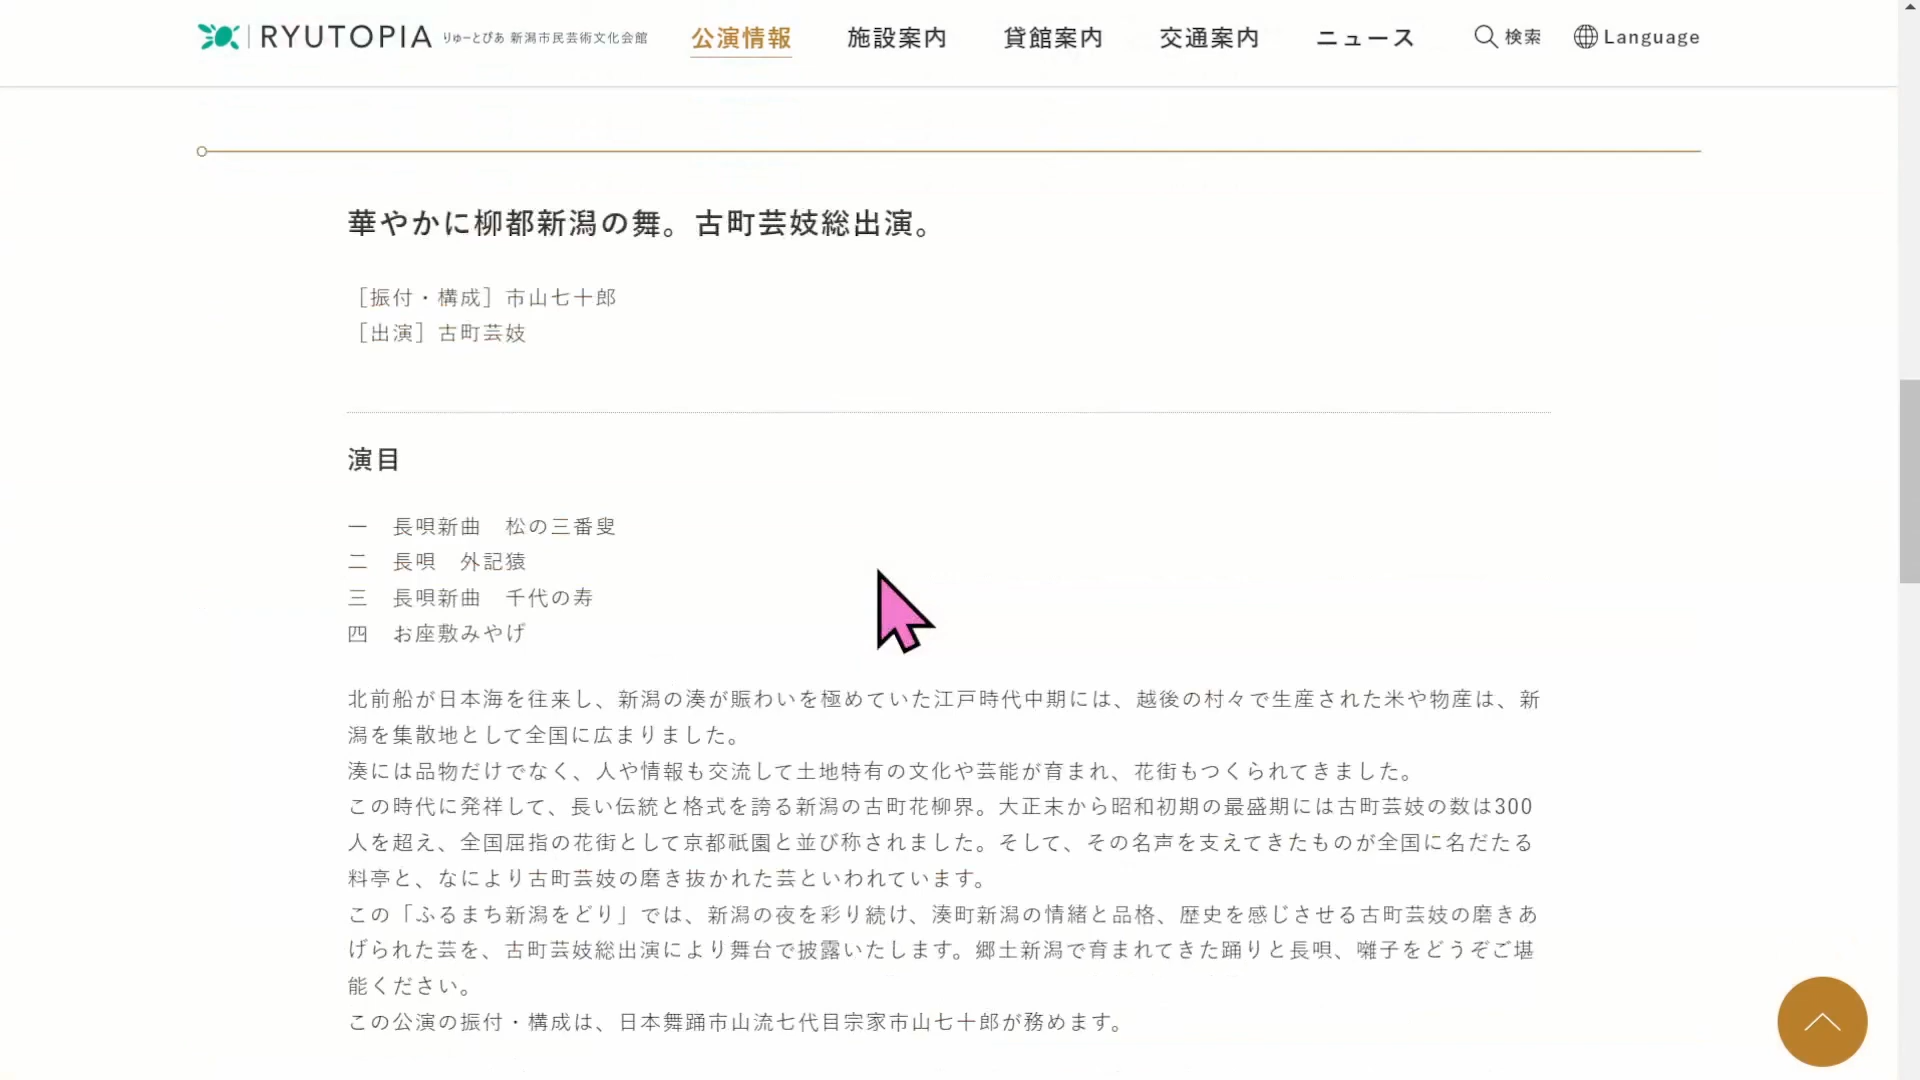 RYUTOPIA りゅーとぴあ 新潟市民芸術文化会館 公演情報 施設案内 貸館案内 交通案内 ニュース 検索 Language
華やかに柳都新潟の舞。古町芸妓総出演。
［振付・構成］市山七十郎
［出演］古町芸妓
演目
一　長唄新曲　松の三番叟
二　長唄　外記猿
三　長唄新曲　千代の寿
四　お座敷みやげ
北前船が日本海を往来し、新潟の湊が賑わいを極めていた江戸時代中期には、越後の村々で生産された米や物産は、新
潟を集散地として全国に広まりました。
湊には品物だけでなく、人や情報も交流して土地特有の文化や芸能が育まれ、花街もつくられてきました。
この時代に発祥して、長い伝統と格式を誇る新潟の古町花柳界。大正末から昭和初期の最盛期には古町芸妓の数は300
人を超え、全国屈指の花街として京都祇園と並び称されました。そして、その名声を支えてきたものが全国に名だたる
料亭と、なにより古町芸妓の磨き抜かれた芸といわれています。
この「ふるまち新潟をどり」では、新潟の夜を彩り続け、湊町新潟の情緒と品格、歴史を感じさせる古町芸妓の磨きあ
げられた芸を、古町芸妓総出演により舞台で披露いたします。郷土新潟で育まれてきた踊りと長唄、囃子をどうぞご堪
能ください。
この公演の振付・構成は、日本舞踊市山流七代目宗家市山七十郎が務めます。